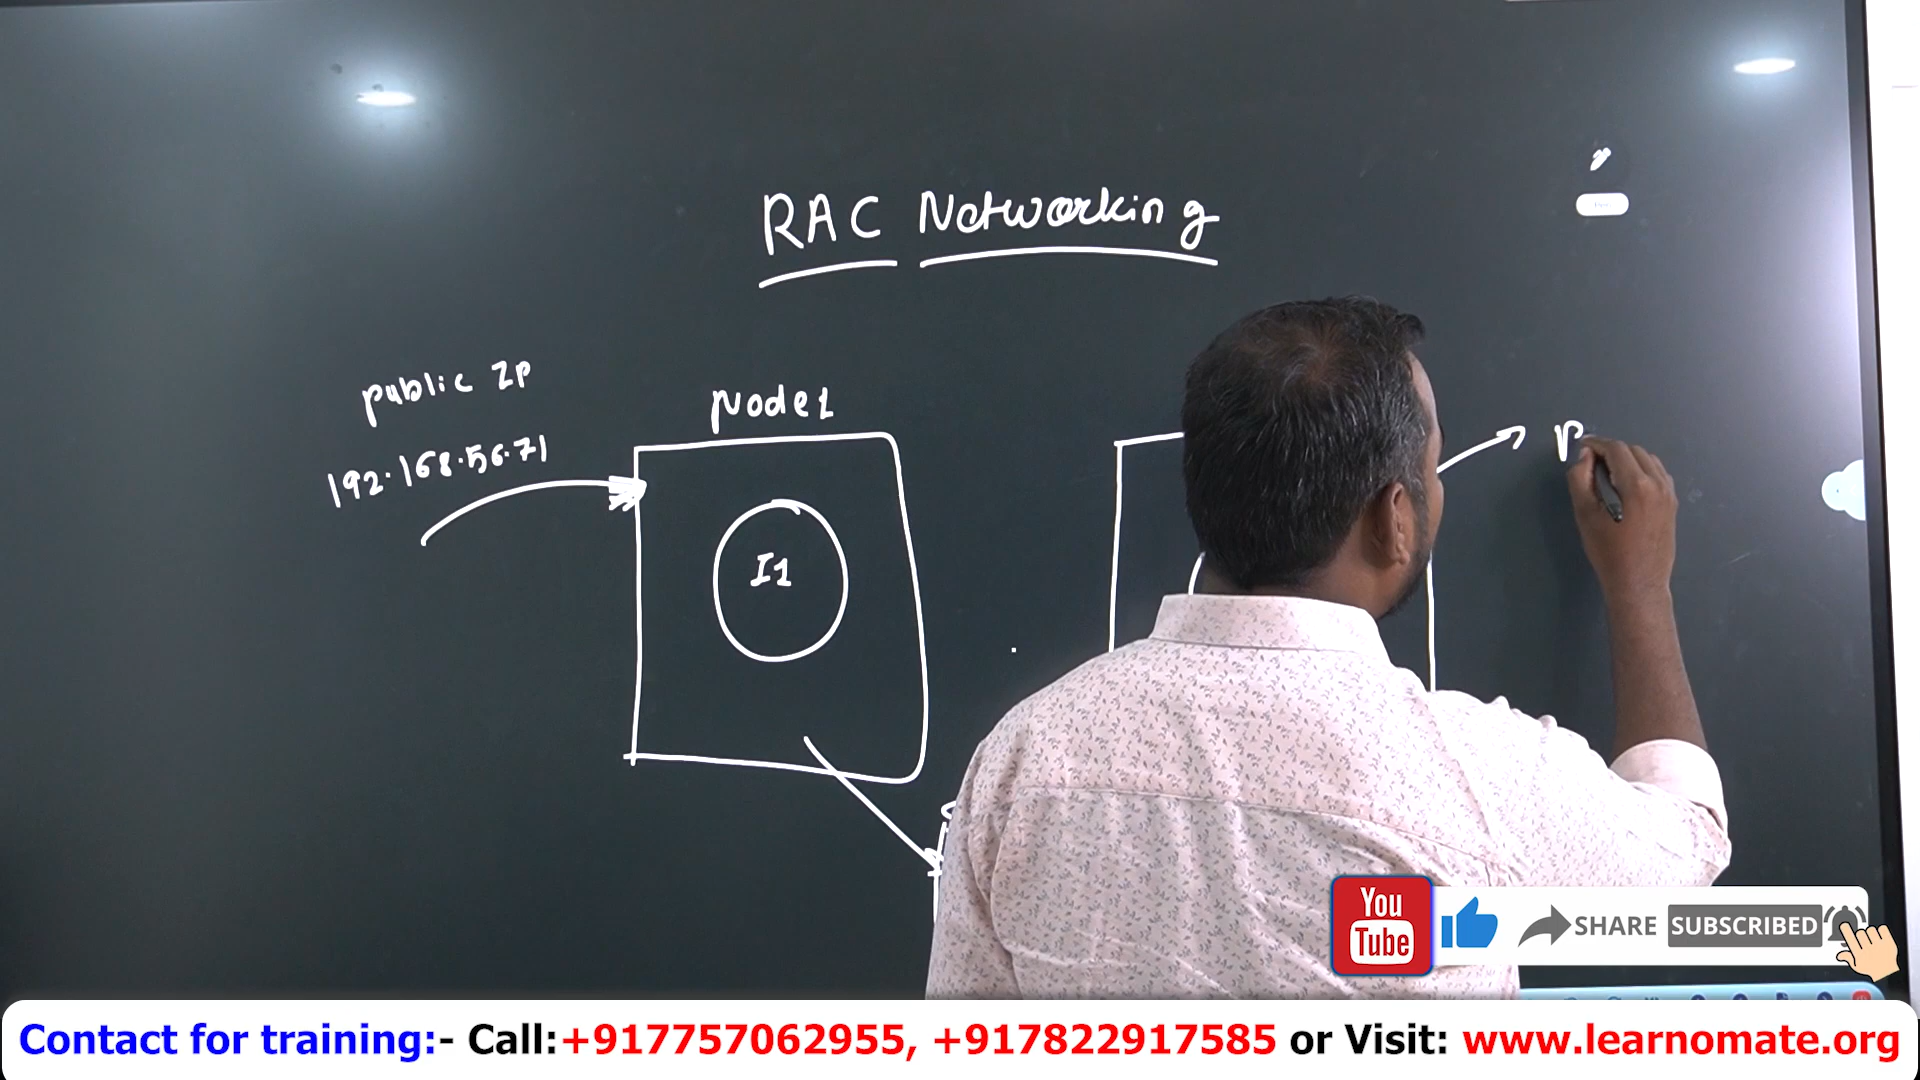 RAC Networking
public IP
192.168.56.71
Node1
I1
P
You
Tube
SHARE SUBSCRIBED
Contact for training:- Call:+917757062955, +917822917585 or Visit: www.learnomate.org